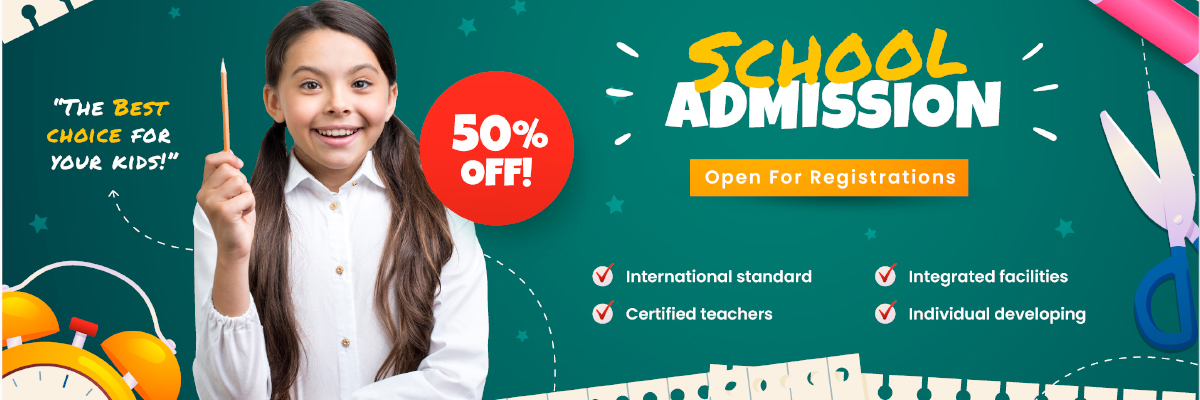 "The Best
choice for
your kids!"
50%
OFF!
School
ADMISSION
Open For Registrations
International standard
Integrated facilities
Certified teachers
Individual developing